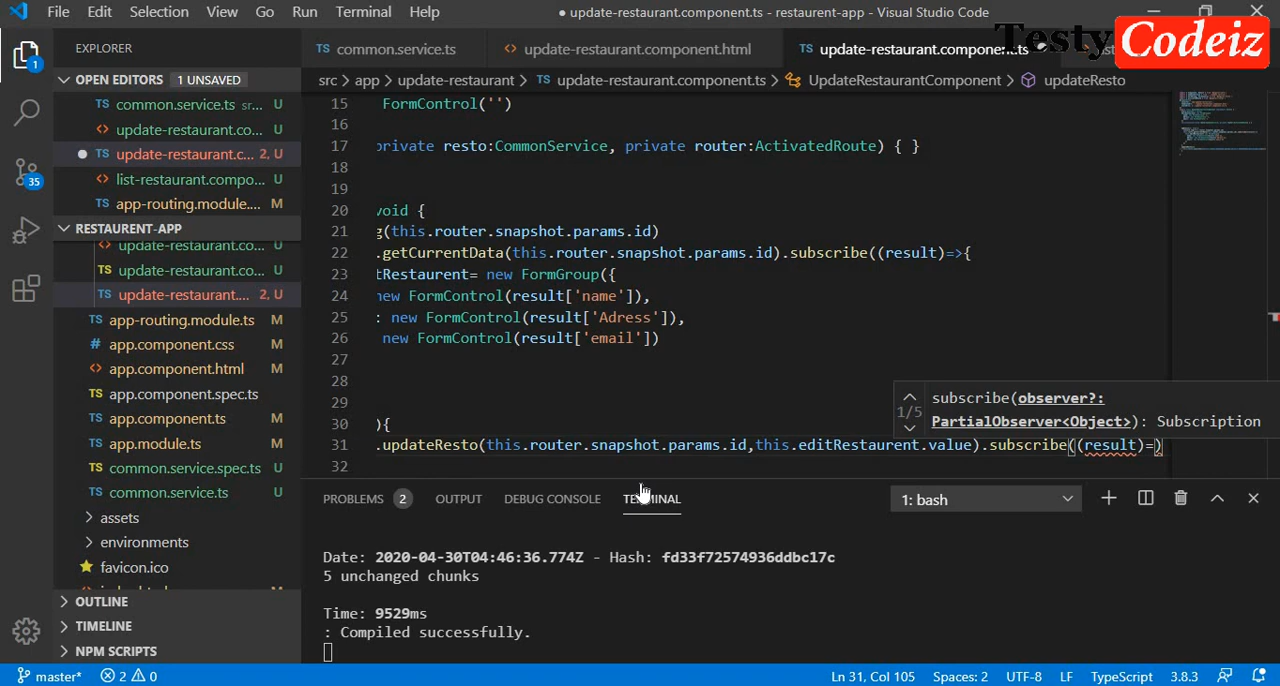 File Edit Selection View Go Run Terminal Help
● update-restaurant.component.ts - restaurent-app - Visual Studio Code
Testy Codeiz
EXPLORER
TS common.service.ts
<> update-restaurant.component.html
TS update-restaurant.component.ts
OPEN EDITORS 1 UNSAVED
src > app > update-restaurant > TS update-restaurant.component.ts > UpdateRestaurantComponent > updateResto
TS common.service.ts sr... U
<> update-restaurant.co... U
● TS update-restaurant.c... 2, U
<> list-restaurant.compo... U
TS app-routing.module.... M
RESTAURENT-APP
<> update-restaurant.co... U
TS update-restaurant.co... U
TS update-restaurant.... 2, U
TS app-routing.module.ts M
# app.component.css M
<> app.component.html M
TS app.component.spec.ts
TS app.component.ts M
TS app.module.ts M
TS common.service.spec.ts U
TS common.service.ts U
> assets
> environments
favicon.ico
> OUTLINE
> TIMELINE
> NPM SCRIPTS
1
35
15 FormControl('')
16
17 private resto:CommonService, private router:ActivatedRoute) { }
18
19
20 void {
21 g(this.router.snapshot.params.id)
22 .getCurrentData(this.router.snapshot.params.id).subscribe((result)=>{
23 tRestaurent= new FormGroup({
24 new FormControl(result['name']),
25 : new FormControl(result['Adress']),
26 new FormControl(result['email'])
27
28
29
30 ){
31 .updateResto(this.router.snapshot.params.id,this.editRestaurent.value).subscribe((result)=)
32
1/5
subscribe(observer?:
PartialObserver<Object>): Subscription
PROBLEMS 2 OUTPUT DEBUG CONSOLE TERMINAL
1: bash
Date: 2020-04-30T04:46:36.774Z - Hash: fd33f72574936ddbc17c
5 unchanged chunks
Time: 9529ms
: Compiled successfully.
master* 2 0
Ln 31, Col 105 Spaces: 2 UTF-8 LF TypeScript 3.8.3